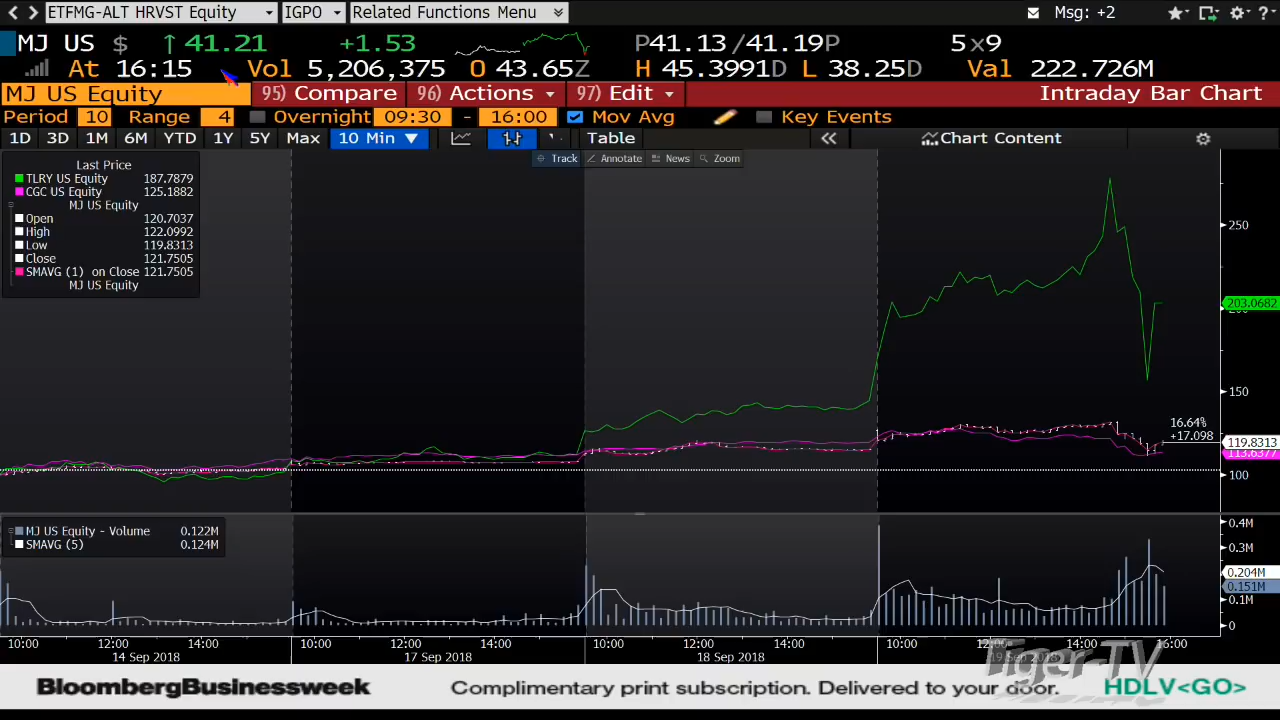 ETFMG-ALT HRVST Equity IGPO Related Functions Menu Msg: +2
MJ US $ ↑ 41.21 +1.53 P41.13 /41.19P 5x9
At 16:15 Vol 5,206,375 O 43.65Z H 45.3991D L 38.25D Val 222.726M
MJ US Equity 95) Compare 96) Actions 97) Edit Intraday Bar Chart
Period 10 Range 4 Overnight 09:30 - 16:00 Mov Avg Key Events
1D 3D 1M 6M YTD 1Y 5Y Max 10 Min ▼ Table Chart Content
Track Annotate News Zoom
Last Price
TLRY US Equity 187.7879
CGC US Equity 125.1882
MJ US Equity
Open 120.7037
High 122.0992
Low 119.8313
Close 121.7505
SMAVG (1) on Close 121.7505
MJ US Equity
250
203.0682
150
16.64%
+17.098
119.8313
113.6377
100
MJ US Equity - Volume 0.122M
SMAVG (5) 0.124M
0.4M
0.3M
0.204M
0.151M
0.1M
0
10:00 12:00 14:00 10:00 12:00 14:00 10:00 12:00 14:00 10:00 12:00 14:00 16:00
14 Sep 2018 17 Sep 2018 18 Sep 2018 19 Sep 2018
Tiger-TV
BloombergBusinessweek Complimentary print subscription. Delivered to your door. HDLV<GO>